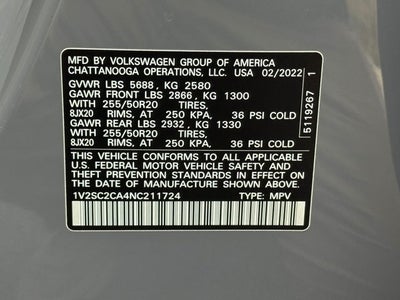 MFD. BY VOLKSWAGEN GROUP OF AMERICA
CHATTANOOGA OPERATIONS, LLC. USA 02/2022
GVWR LBS 5688 , KG 2580
GAWR FRONT LBS 2866 , KG 1300
WITH 255/50R20 TIRES,
8JX20 RIMS, AT 250 KPA, 36 PSI COLD
GAWR REAR LBS 2932 , KG 1330
WITH 255/50R20 TIRES,
8JX20 RIMS, AT 250 KPA, 36 PSI COLD
THIS VEHICLE CONFORMS TO ALL APPLICABLE
U.S. FEDERAL MOTOR VEHICLE SAFETY AND
THEFT PREVENTION STANDARDS IN EFFECT ON
THE DATE OF MANUFACTURE SHOWN ABOVE.
1V2SC2CA4NC211724 TYPE: MPV
5119267 1